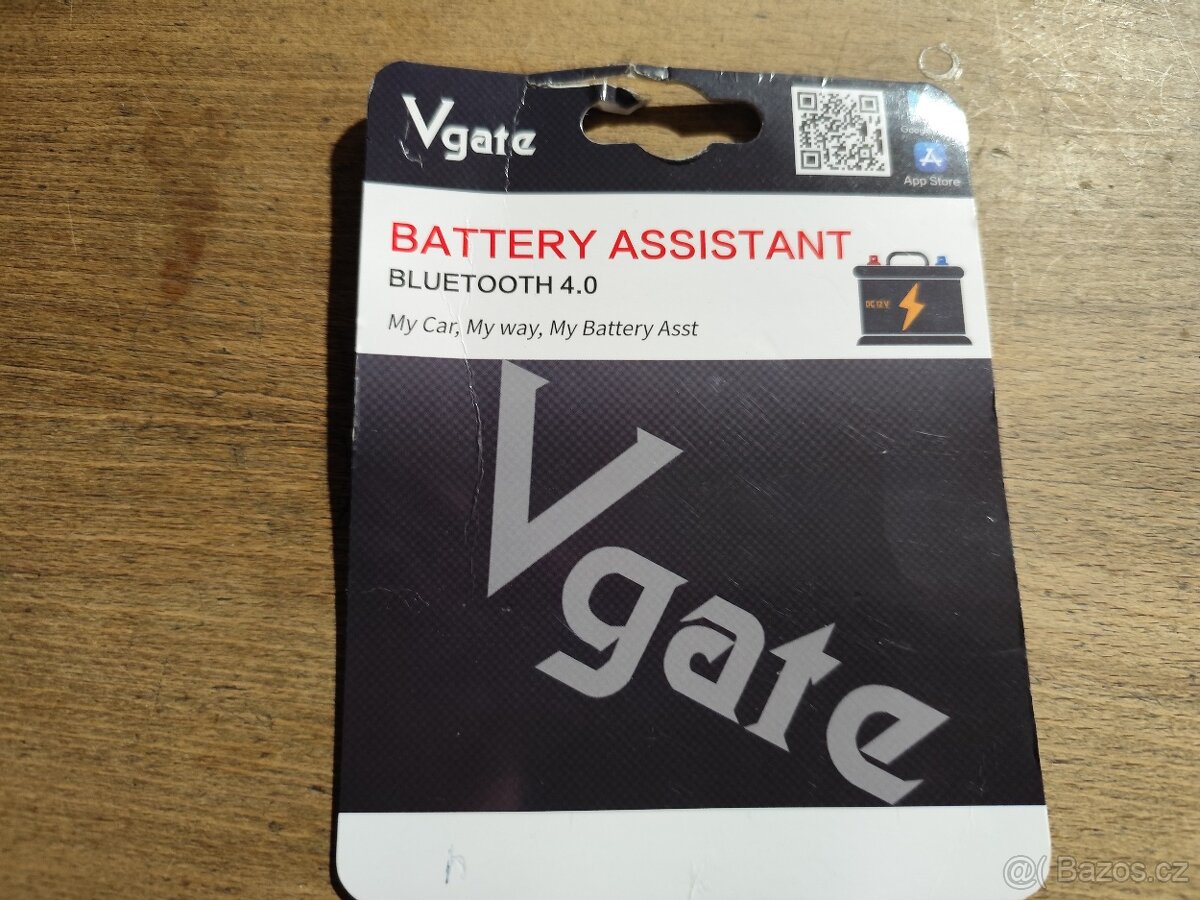 Vgate
App Store
BATTERY ASSISTANT
BLUETOOTH 4.0
My Car, My way, My Battery Asst
DC 12 V
Vgate
@( Bazos.cz